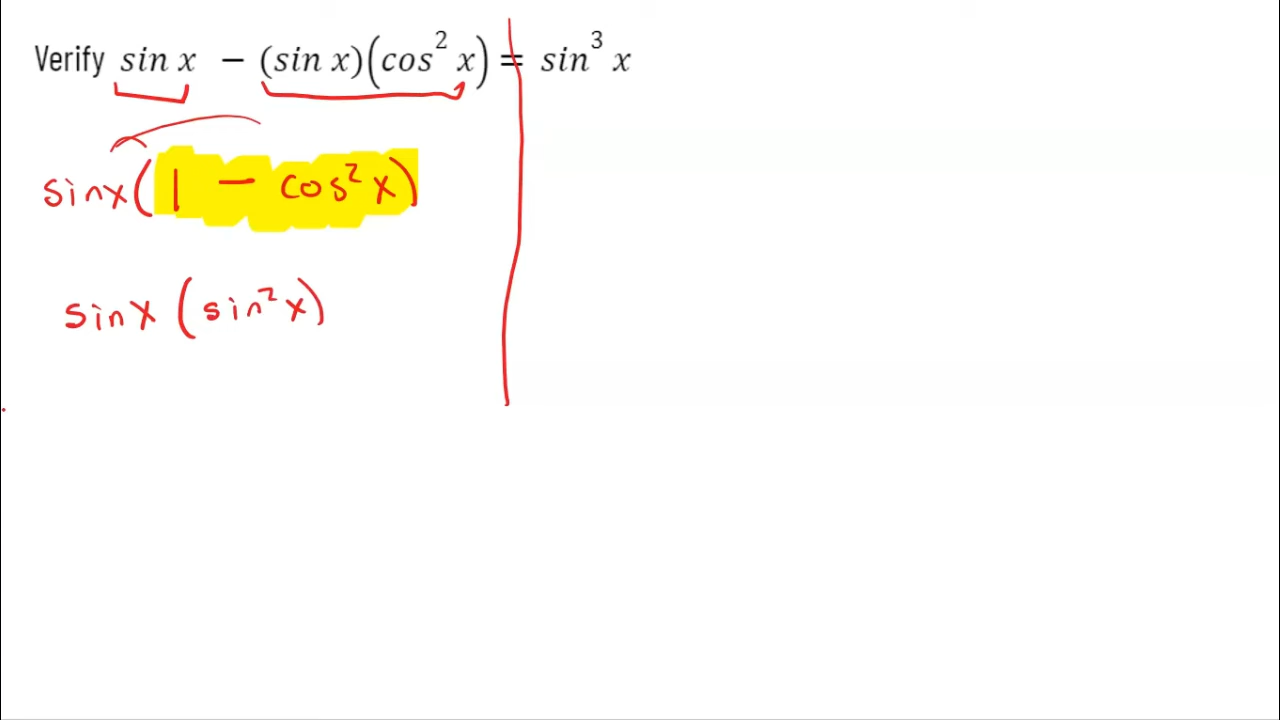 Verify sin x − (sin x)(cos² x) = sin³ x
sinx(1 − cos²x)
sinx (sin²x)